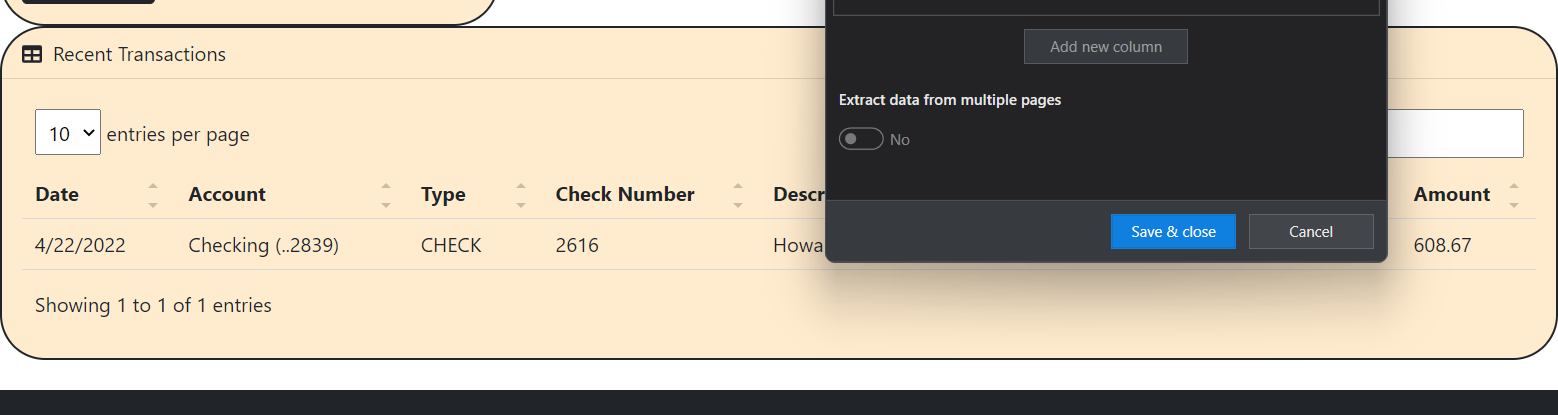 Recent Transactions
Add new column
Extract data from multiple pages
10 entries per page
No
Date Account Type Check Number Descr Amount
4/22/2022 Checking (..2839) CHECK 2616 Howa 608.67
Save & close Cancel
Showing 1 to 1 of 1 entries